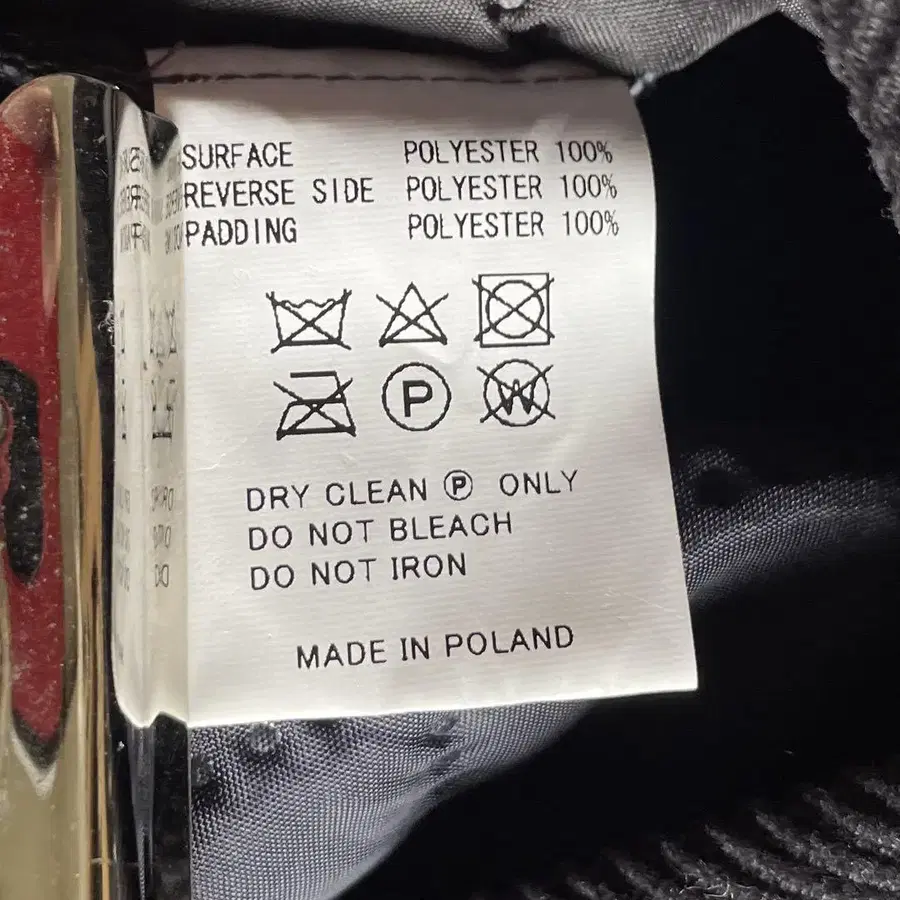 SURFACE POLYESTER 100%
REVERSE SIDE POLYESTER 100%
PADDING POLYESTER 100%
P W
DRY CLEAN Ⓟ ONLY
DO NOT BLEACH
DO NOT IRON
MADE IN POLAND